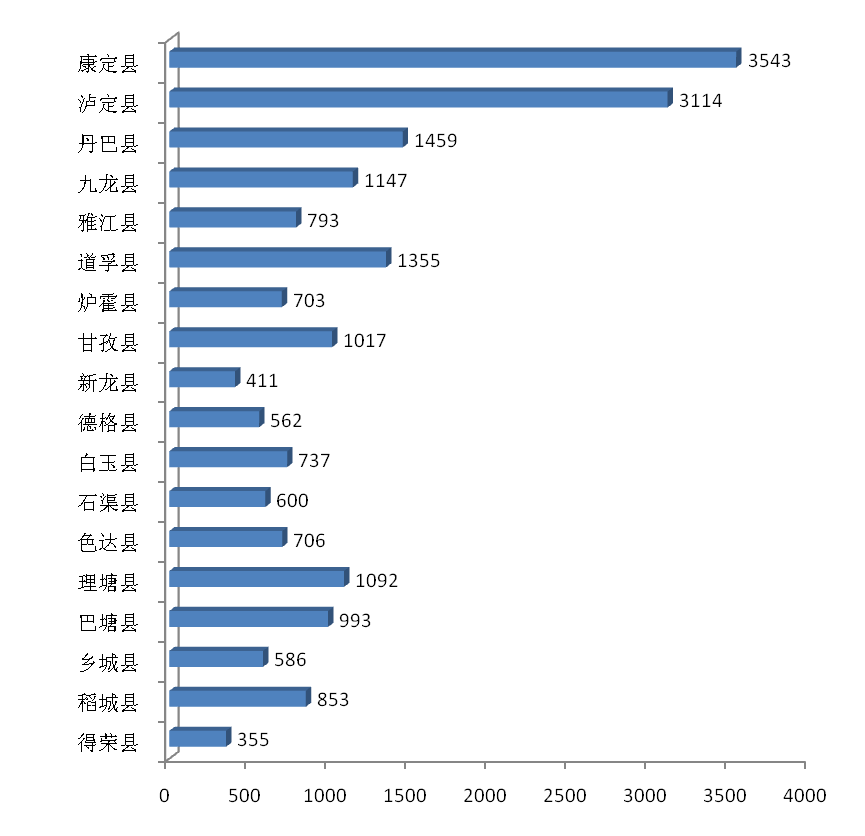 康定县 3543
泸定县 3114
丹巴县 1459
九龙县 1147
雅江县 793
道孚县 1355
炉霍县 703
甘孜县 1017
新龙县 411
德格县 562
白玉县 737
石渠县 600
色达县 706
理塘县 1092
巴塘县 993
乡城县 586
稻城县 853
得荣县 355
0 500 1000 1500 2000 2500 3000 3500 4000